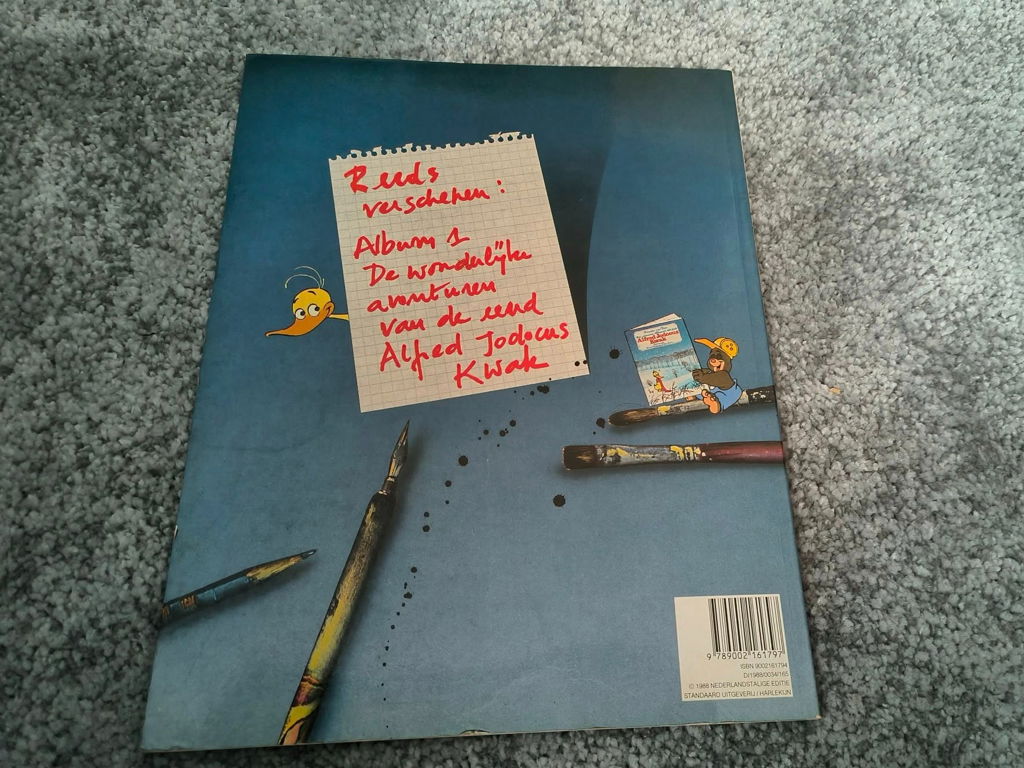 Reeds
verschenen:
Album 1
De wonderlijke
avonturen
van de eend
Alfred Jodocus
Kwak
Alfred Jodocus
Kwak
9 789002 161797
ISBN 9002161794
D/1988/0034/165
© 1988 NEDERLANDSTALIGE EDITIE
STANDAARD UITGEVERIJ / HARLEKIJN